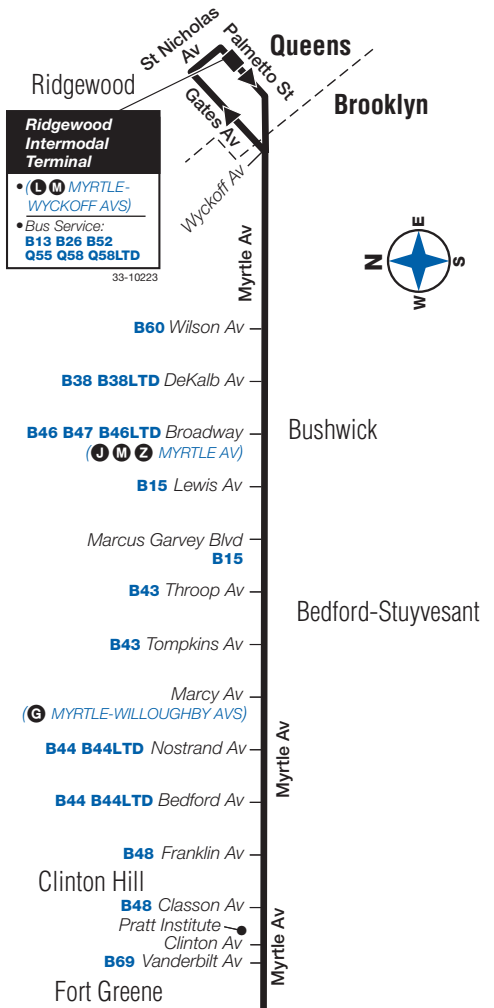 St Nicholas
Av
Palmetto St
Queens
Ridgewood
Gates Av
Brooklyn
Ridgewood
Intermodal
Terminal
• (L M MYRTLE-
WYCKOFF AVS)
• Bus Service:
B13 B26 B52
Q55 Q58 Q58LTD
33-10223
Wyckoff Av
Myrtle Av
N
E
S
W
B60 Wilson Av
B38 B38LTD DeKalb Av
B46 B47 B46LTD Broadway
(J M Z MYRTLE AV)
Bushwick
B15 Lewis Av
Marcus Garvey Blvd
B15
B43 Throop Av
Bedford-Stuyvesant
B43 Tompkins Av
Marcy Av
(G MYRTLE-WILLOUGHBY AVS)
B44 B44LTD Nostrand Av
Myrtle Av
B44 B44LTD Bedford Av
B48 Franklin Av
Clinton Hill
B48 Classon Av
Pratt Institute
Clinton Av
B69 Vanderbilt Av
Myrtle Av
Fort Greene